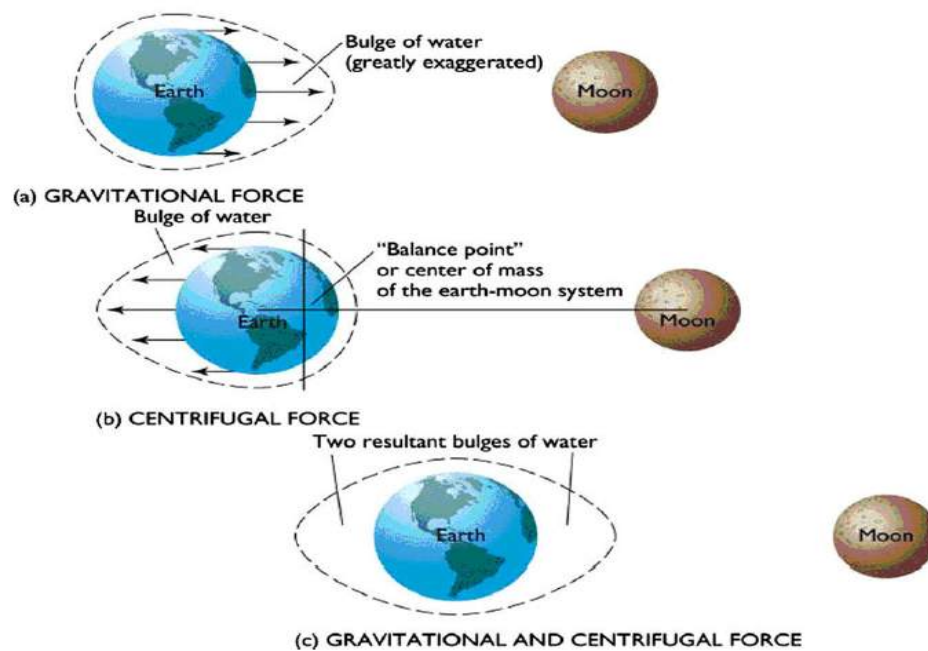 Bulge of water
(greatly exaggerated)
Earth
Moon
(a) GRAVITATIONAL FORCE
Bulge of water
"Balance point"
or center of mass
of the earth-moon system
Earth
Moon
(b) CENTRIFUGAL FORCE
Two resultant bulges of water
Earth
Moon
(c) GRAVITATIONAL AND CENTRIFUGAL FORCE